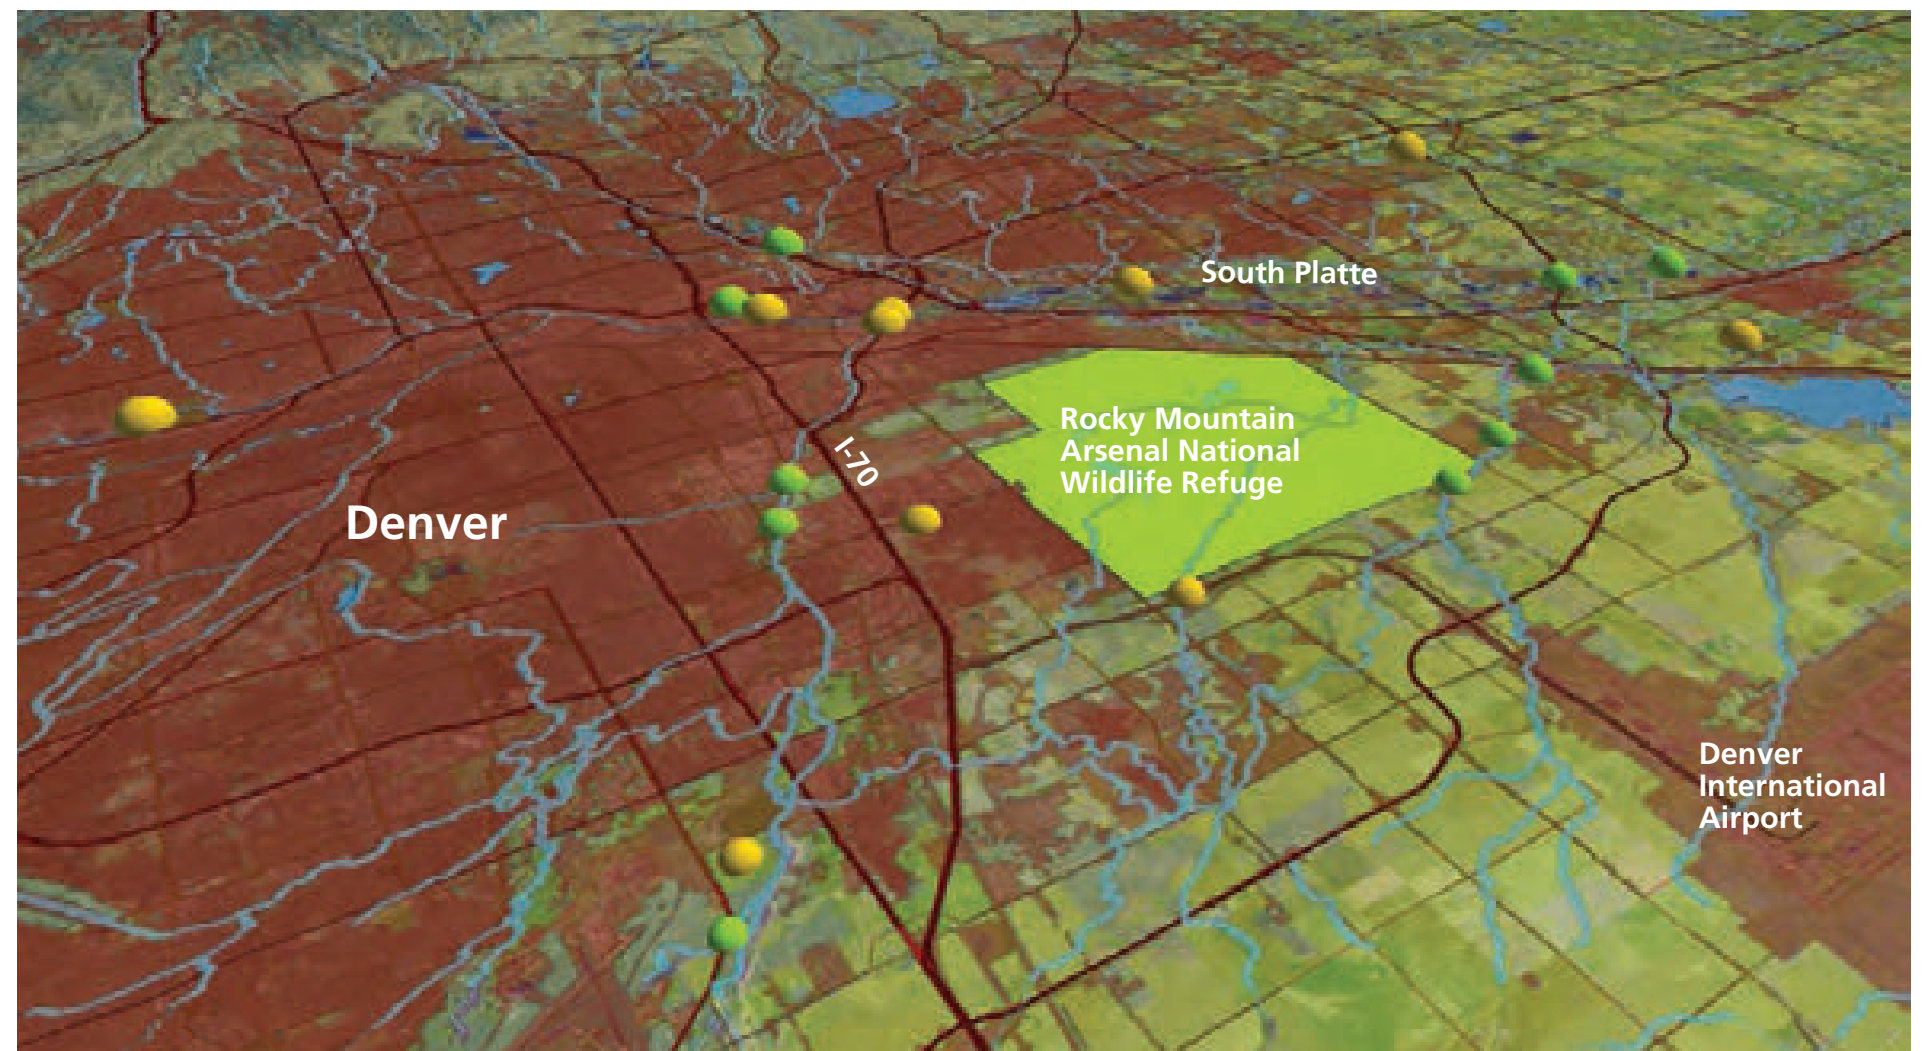 South Platte
Rocky Mountain
Arsenal National
Wildlife Refuge
I-70
Denver
Denver
International
Airport